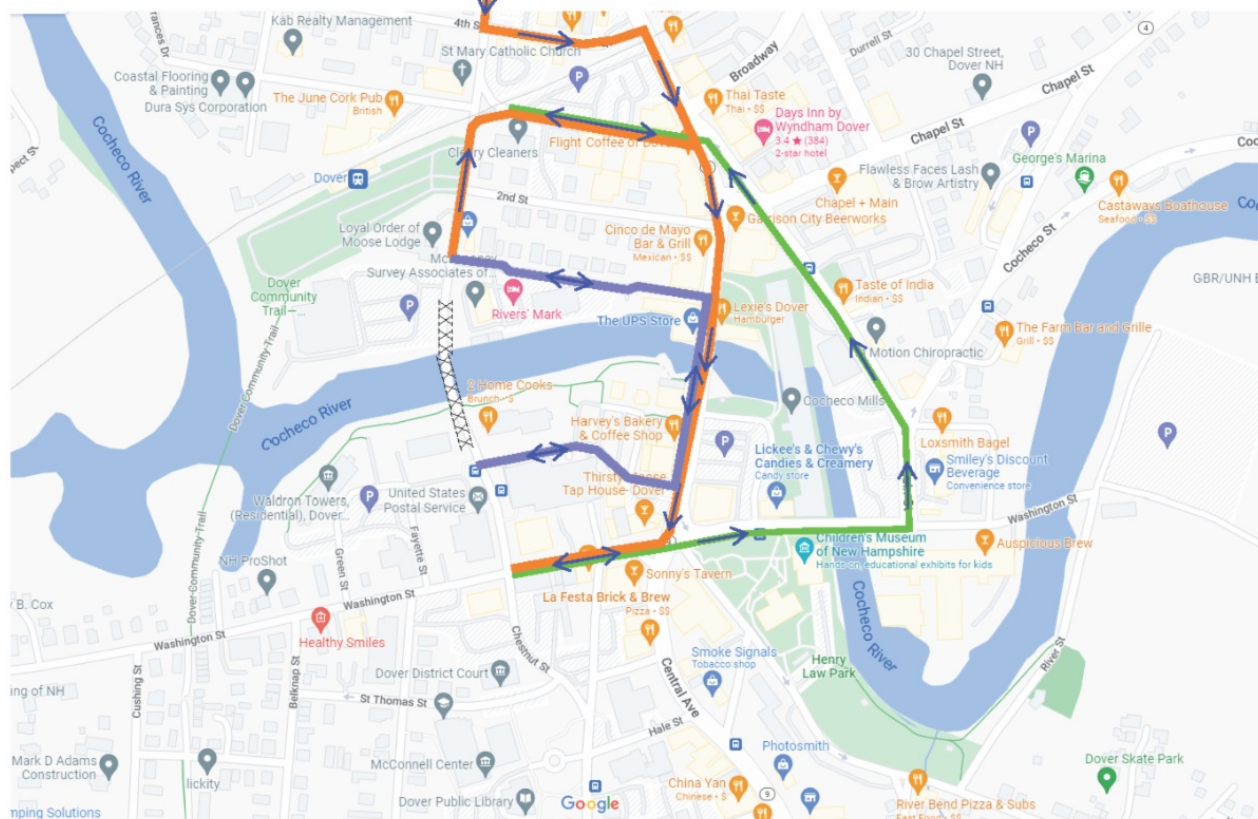 Kab Realty Management
4th S
rances Dr
St Mary Catholic Church
Broadway
Durrell St
30 Chapel Street,
Dover NH
4
Chapel St
Coastal Flooring
& Painting
Dura Sys Corporation
The June Cork Pub
British
P
Thai Taste
Thai • $$
Days Inn by
Wyndham Dover
3.4 ★ (384)
2-star hotel
Chapel St
P
Cocheco River
pect St
Cleary Cleaners
Flight Coffee of
George's Marina
Flawless Faces Lash
& Brow Artistry
Dover
2nd St
Chapel + Main
Castaways Boathouse
Seafood • $$
Garrison City Beerworks
Cocheco St
Loyal Order of
Moose Lodge
Cinco de Mayo
Bar & Grill
Mexican • $$
Survey Associates of...
GBR/UNH
Dover
Community
Trail—...
P
Rivers' Mark
The UPS Store
Lexie's Dover
Hamburger
Taste of India
Indian • $$
The Farm Bar and Grille
Grill • $$
Motion Chiropractic
Dover Community Trail
2 Home Cooks
Brunch • $
Cocheco River
Cocheco Mills
Harvey's Bakery
& Coffee Shop
P
Loxsmith Bagel
P
Lickee's & Chewy's
Candies & Creamery
Candy store
Smiley's Discount
Beverage
Convenience store
Thirsty
Tap House- Dover
Waldron Towers,
(Residential), Dover...
P
United States
Postal Service
Washington St
NH ProShot
Green St
Fayette St
Children's Museum
of New Hampshire
Hands-on, educational exhibits for kids
Auspicious Brew
Dover Community Trail
Sonny's Tavern
B. Cox
Washington St
La Festa Brick & Brew
Pizza • $$
Healthy Smiles
Washington St
Chestnut St
Cocheco River
River St
Smoke Signals
Tobacco shop
Henry
Law Park
ing of NH
Cushing St
Belknap St
Dover District Court
St Thomas St
Central Ave
Hale St
Photosmith
Mark D Adams
Construction
lickity
McConnell Center
Dover Skate Park
China Yan
Chinese • $
9
Dover Public Library
Google
River Bend Pizza & Subs
Fast Food • $$
mping Solutions